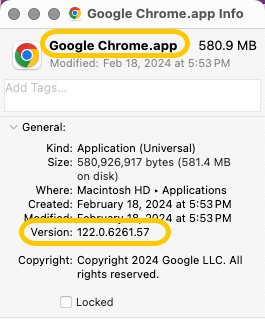 Google Chrome.app Info
Google Chrome.app 580.9 MB
Modified: Feb 18, 2024 at 5:53 PM
Add Tags...
General:
Kind: Application (Universal)
Size: 580,926,917 bytes (581.4 MB
on disk)
Where: Macintosh HD ▸ Applications
Created: February 18, 2024 at 5:53 PM
Modified: February 18, 2024 at 5:53 PM
Version: 122.0.6261.57
Copyright: Copyright 2024 Google LLC. All
rights reserved.
Locked